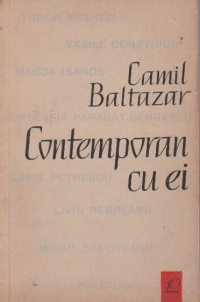 TUDOR ARGHEZI
VASILE DEMETRIUS
MAGDA ISANOS
Camil
Baltazar
HORTENSIA PAPADAT-BENGESCU
Contemporan
cu ei
CAMIL PETRESCU
LIVIU REBREANU
MIHAIL SADOVEANU